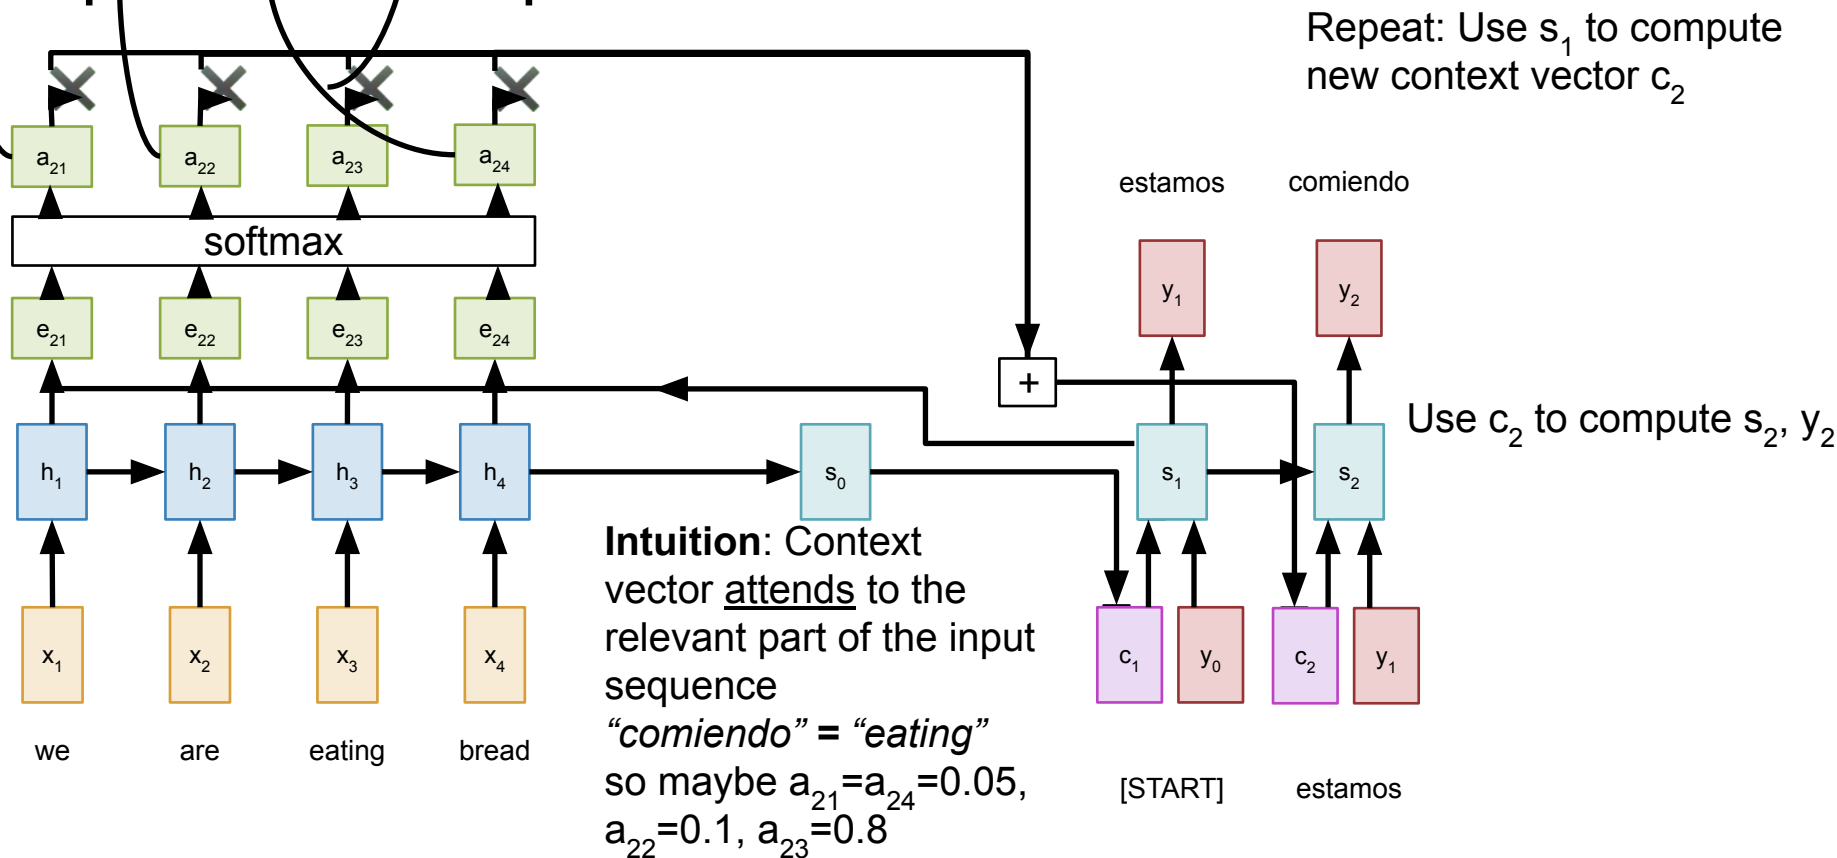 Repeat: Use s₁ to compute
new context vector c₂
a₂₁ a₂₂ a₂₃ a₂₄
estamos comiendo
softmax
y₁ y₂
e₂₁ e₂₂ e₂₃ e₂₄
+
Use c₂ to compute s₂, y₂
h₁ h₂ h₃ h₄ s₀ s₁ s₂
Intuition: Context
vector attends to the
relevant part of the input
sequence
“comiendo” = “eating”
so maybe a₂₁=a₂₄=0.05,
a₂₂=0.1, a₂₃=0.8
x₁ x₂ x₃ x₄
c₁ y₀ c₂ y₁
we are eating bread
[START] estamos